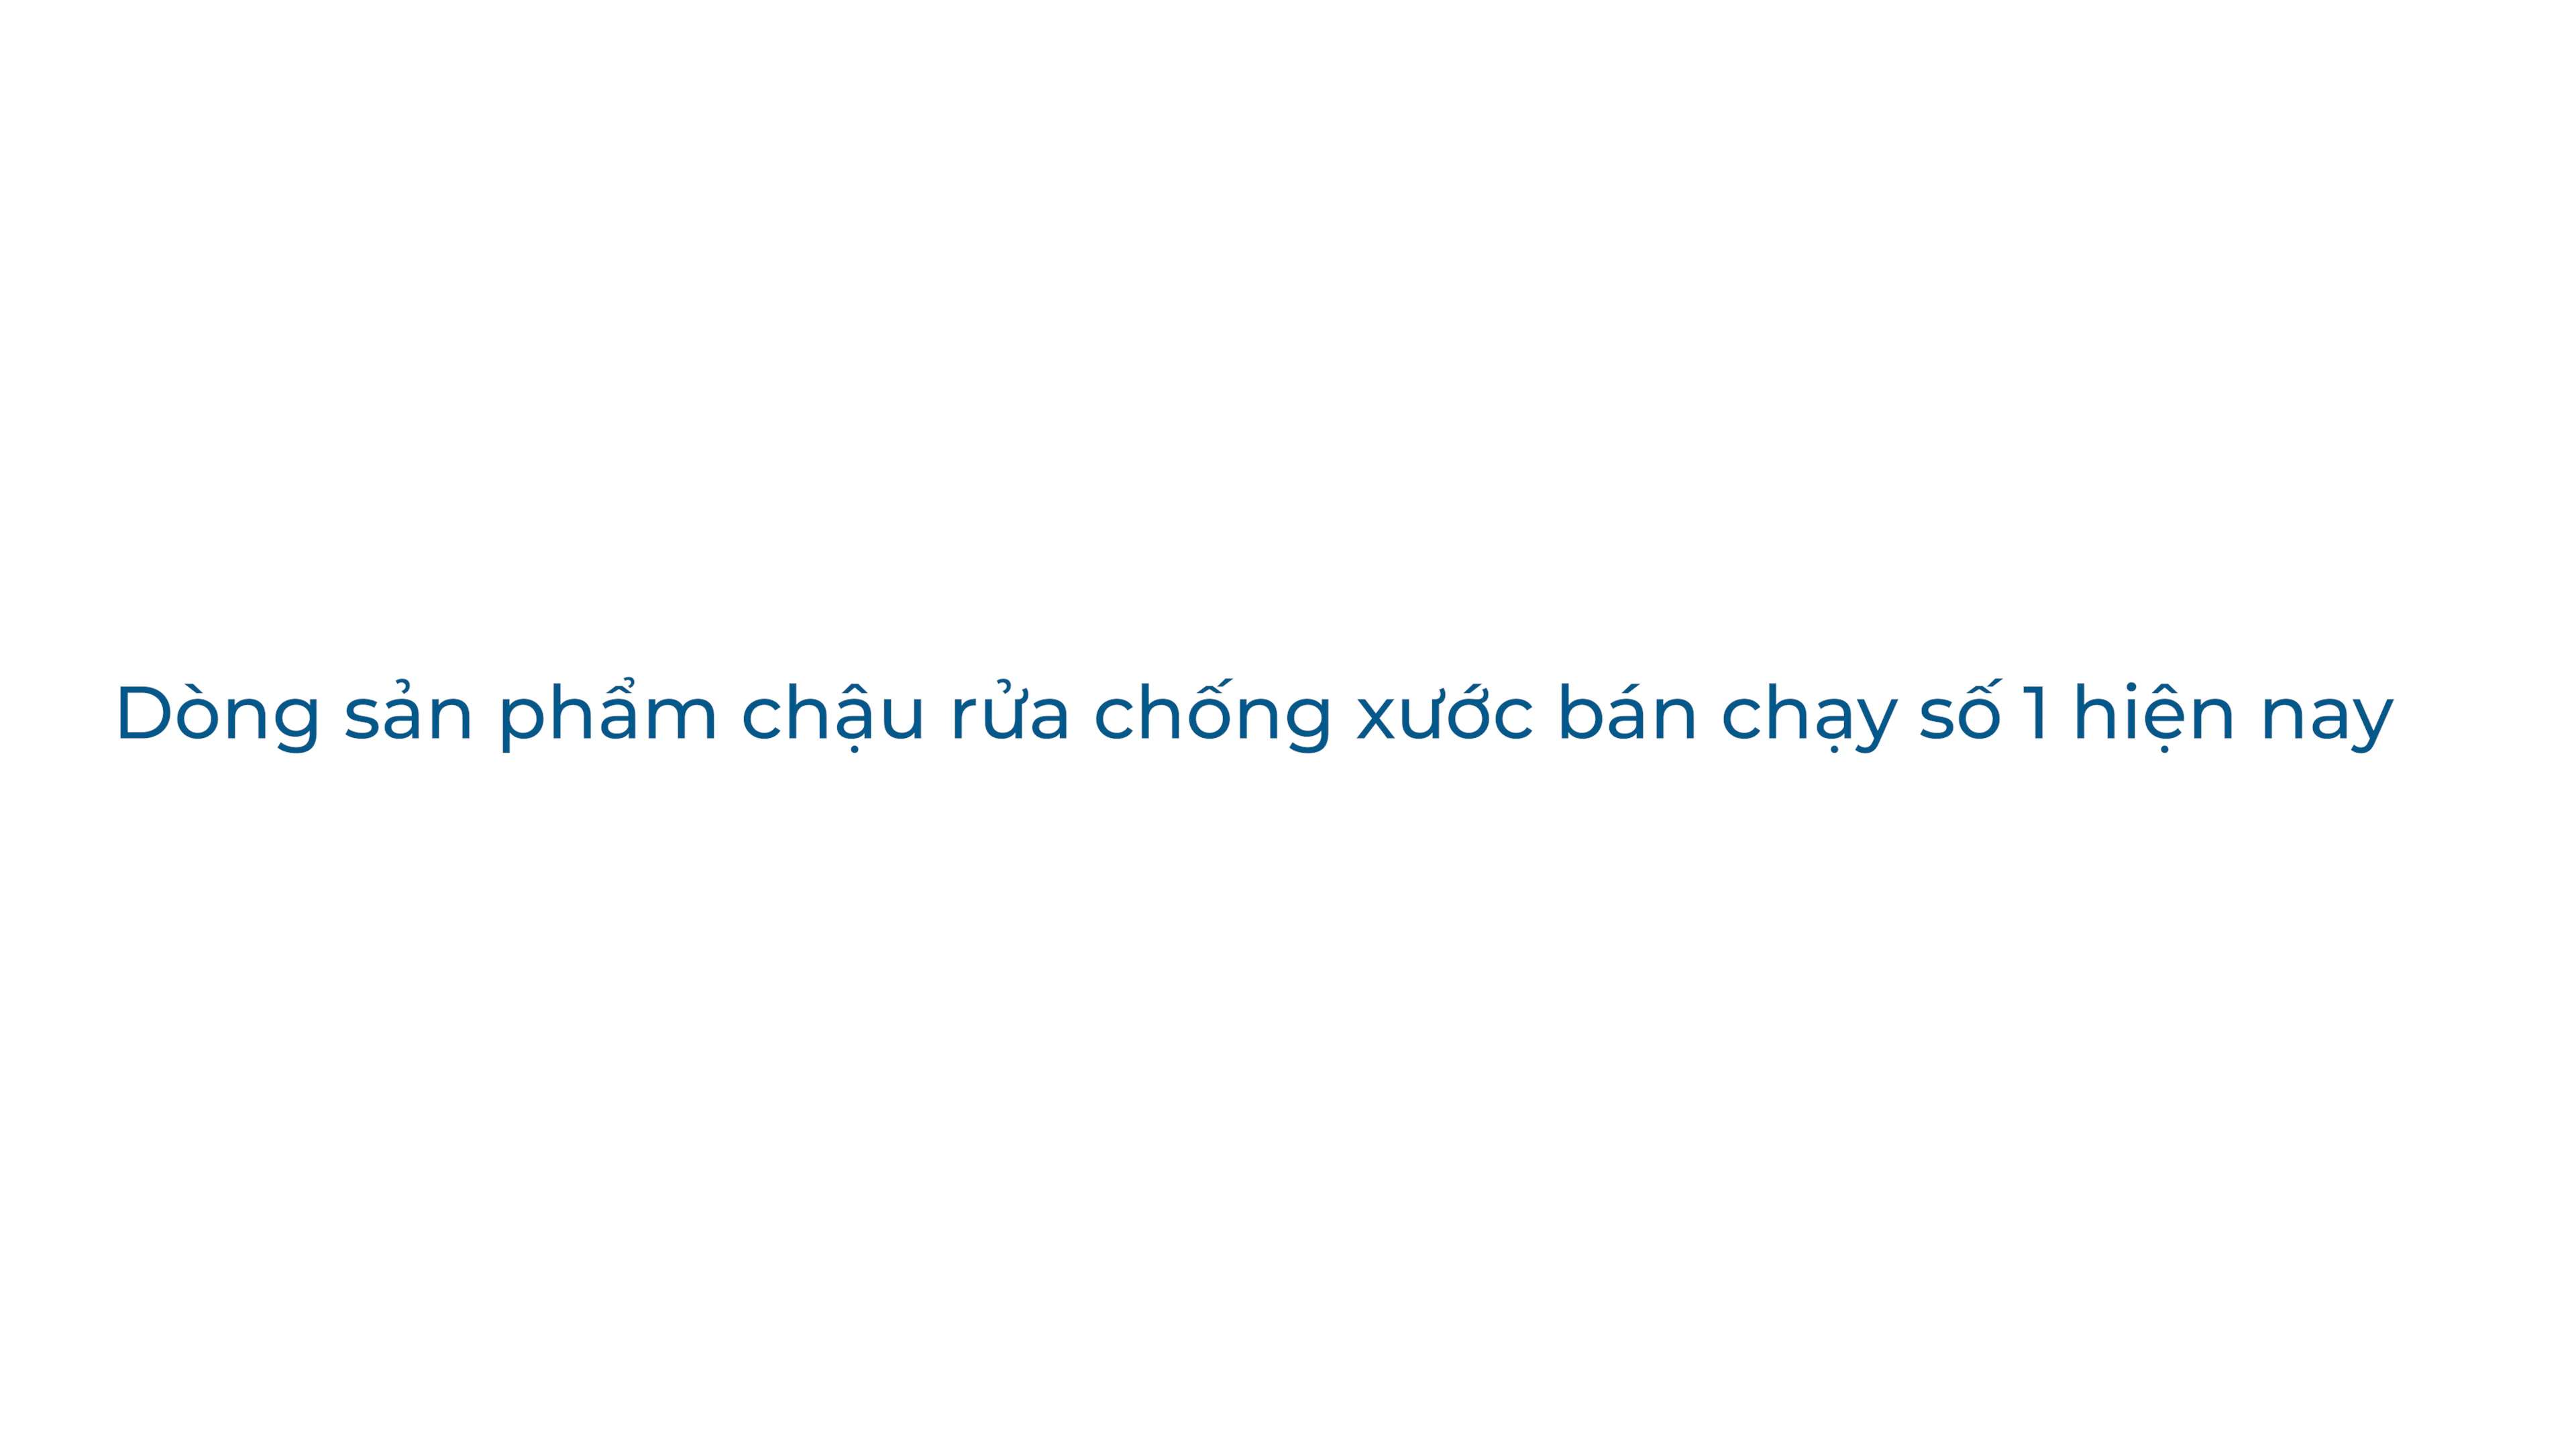 Dòng sản phẩm chậu rửa chống xước bán chạy số 1 hiện nay